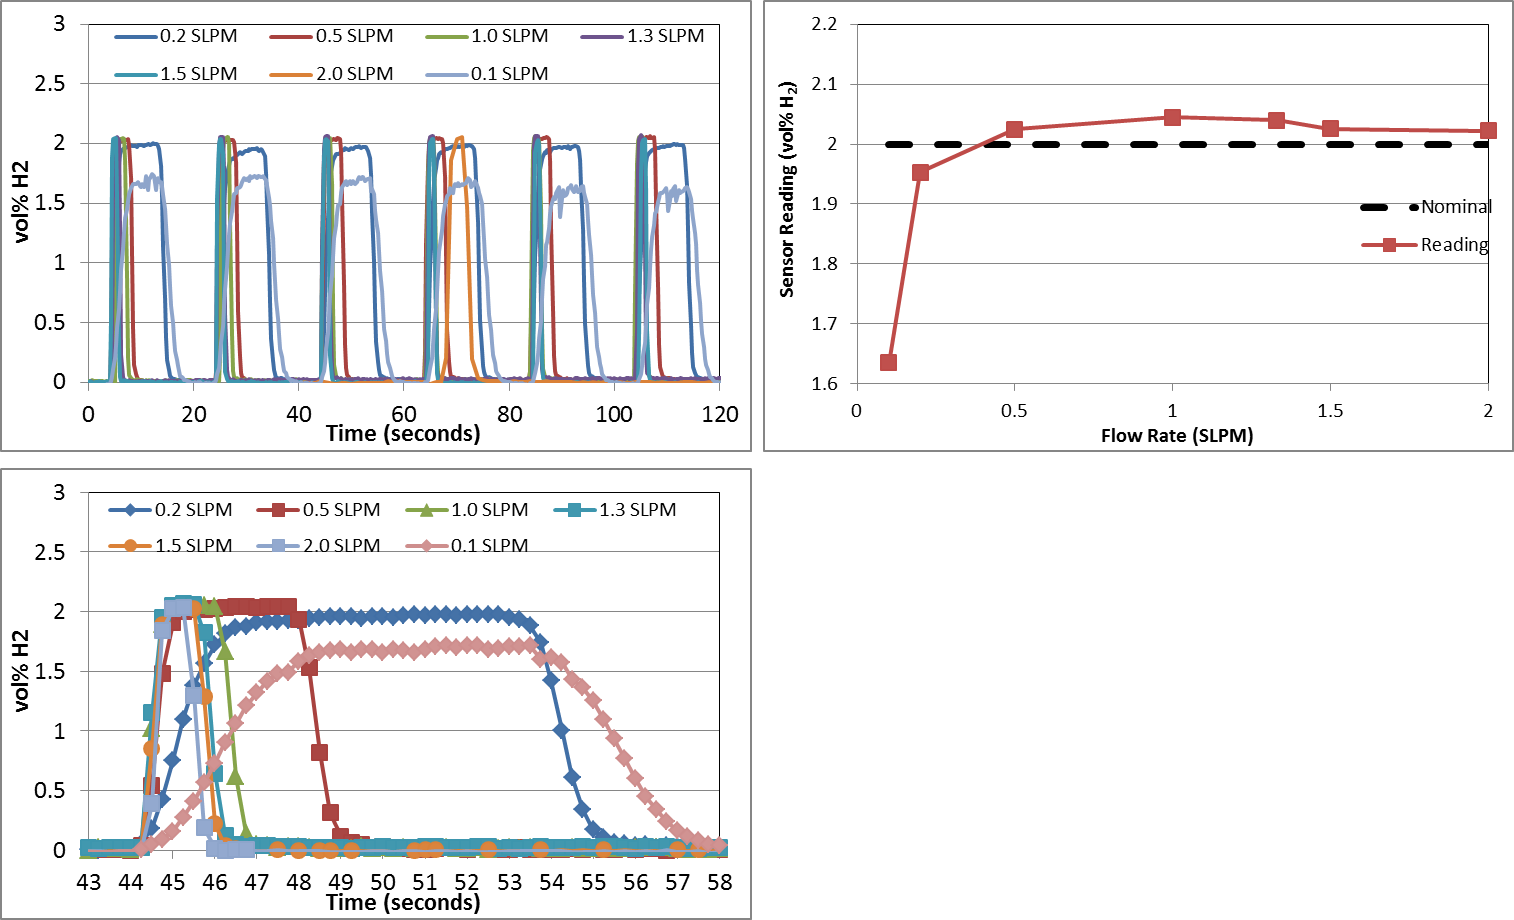 3
0.2 SLPM 0.5 SLPM 1.0 SLPM 1.3 SLPM
1.5 SLPM 2.0 SLPM 0.1 SLPM
2.5
2
1.5
1
0.5
0
vol% H2
0 20 40 60 80 100 120
Time (seconds)
2.2
2.1
2
1.9
1.8
1.7
1.6
Sensor Reading (vol% H₂)
Nominal
Reading
0 0.5 1 1.5 2
Flow Rate (SLPM)
3
0.2 SLPM 0.5 SLPM 1.0 SLPM 1.3 SLPM
1.5 SLPM 2.0 SLPM 0.1 SLPM
2.5
2
1.5
1
0.5
0
vol% H2
43 44 45 46 47 48 49 50 51 52 53 54 55 56 57 58
Time (seconds)